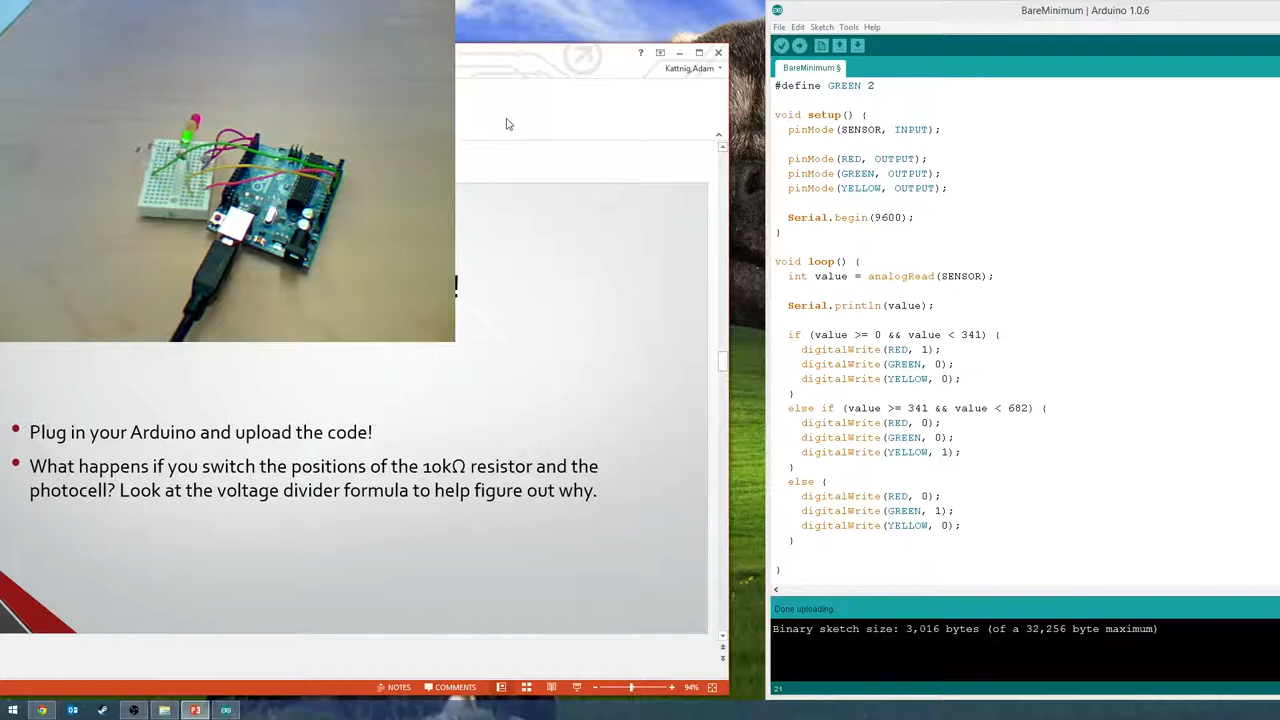 BareMinimum | Arduino 1.0.6
File Edit Sketch Tools Help
?
Kattnig,Adam
BareMinimum §
#define GREEN 2
void setup() {
pinMode(SENSOR, INPUT);
pinMode(RED, OUTPUT);
pinMode(GREEN, OUTPUT);
pinMode(YELLOW, OUTPUT);
Serial.begin(9600);
}
void loop() {
int value = analogRead(SENSOR);
Serial.println(value);
if (value >= 0 && value < 341) {
digitalWrite(RED, 1);
digitalWrite(GREEN, 0);
digitalWrite(YELLOW, 0);
}
else if (value >= 341 && value < 682) {
digitalWrite(RED, 0);
digitalWrite(GREEN, 0);
digitalWrite(YELLOW, 1);
}
else {
digitalWrite(RED, 0);
digitalWrite(GREEN, 1);
digitalWrite(YELLOW, 0);
}
}
!
• Plug in your Arduino and upload the code!
• What happens if you switch the positions of the 10kΩ resistor and the
photocell? Look at the voltage divider formula to help figure out why.
Done uploading.
Binary sketch size: 3,016 bytes (of a 32,256 byte maximum)
NOTES COMMENTS 94%
21